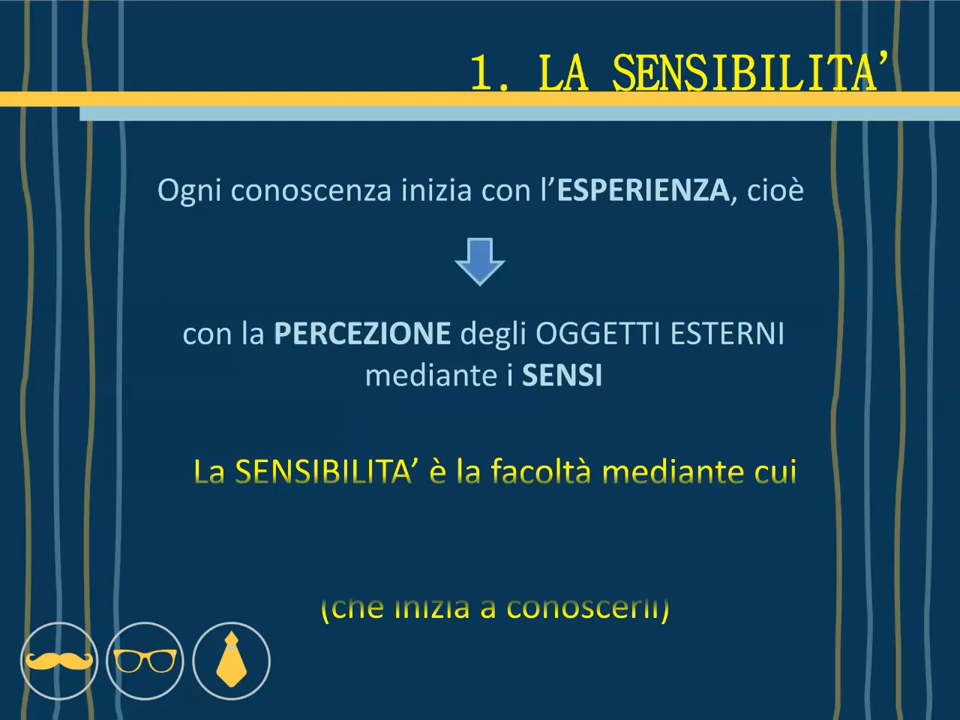 1. LA SENSIBILITA’
Ogni conoscenza inizia con l’ESPERIENZA, cioè
con la PERCEZIONE degli OGGETTI ESTERNI
mediante i SENSI
La SENSIBILITA’ è la facoltà mediante cui
(che inizia a conoscerli)